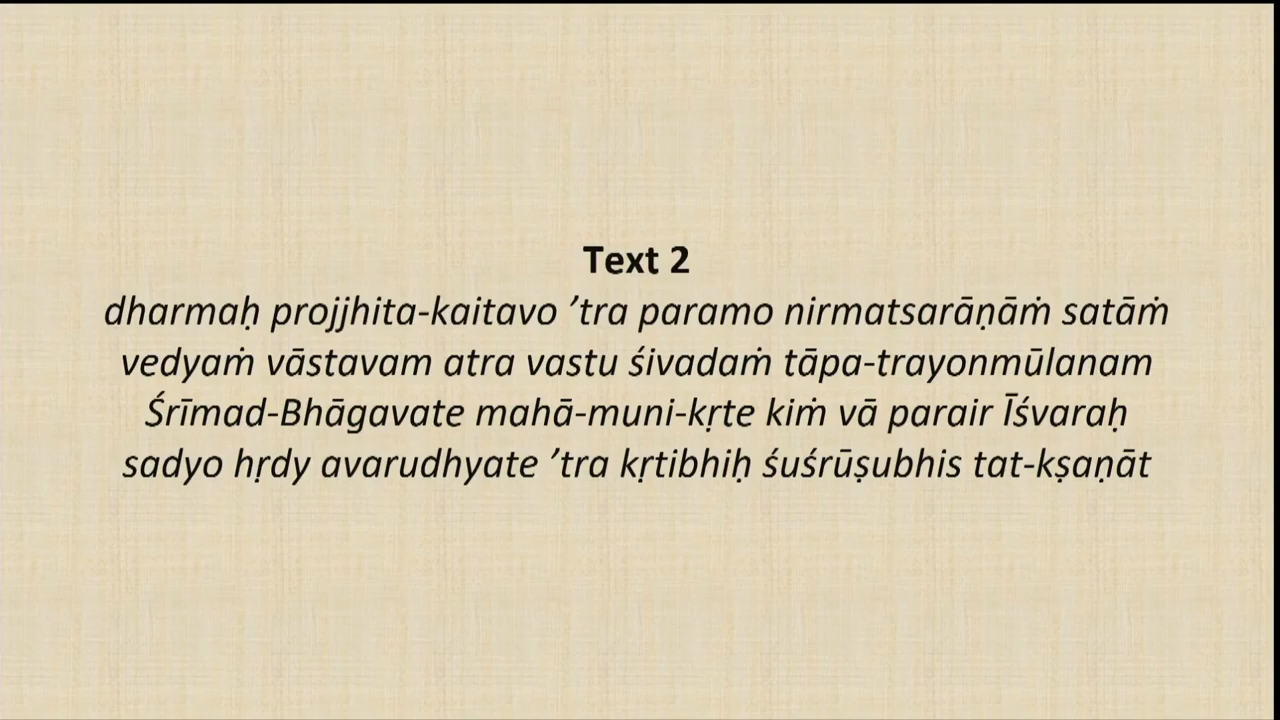 Text 2
dharmaḥ projjhita-kaitavo ’tra paramo nirmatsarāṇāṁ satāṁ
vedyaṁ vāstavam atra vastu śivadaṁ tāpa-trayonmūlanam
Śrīmad-Bhāgavate mahā-muni-kṛte kiṁ vā parair Īśvaraḥ
sadyo hṛdy avarudhyate ’tra kṛtibhiḥ śuśrūṣubhis tat-kṣaṇāt